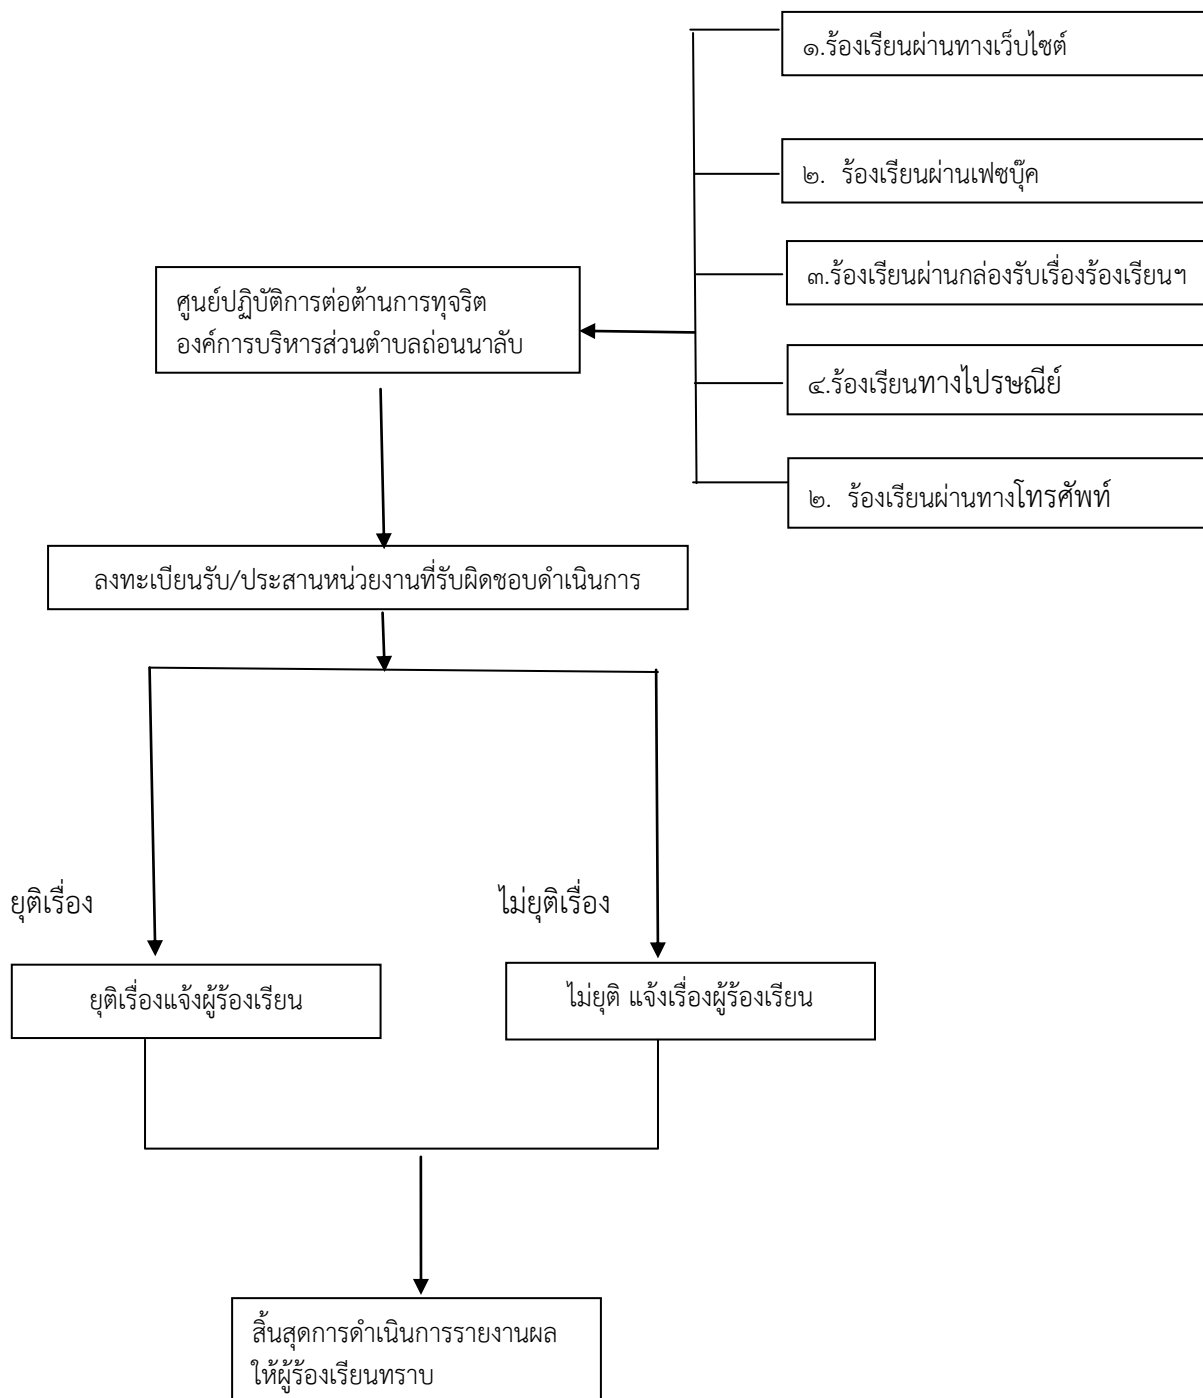 ๑.ร้องเรียนผ่านทางเว็บไซต์
๒. ร้องเรียนผ่านเฟซบุ๊ค
๓.ร้องเรียนผ่านกล่องรับเรื่องร้องเรียนฯ
ศูนย์ปฏิบัติการต่อต้านการทุจริต
องค์การบริหารส่วนตำบลถ่อนนาลับ
๔.ร้องเรียนทางไปรษณีย์
๒. ร้องเรียนผ่านทางโทรศัพท์
ลงทะเบียนรับ/ประสานหน่วยงานที่รับผิดชอบดำเนินการ
ยุติเรื่อง
ไม่ยุติเรื่อง
ยุติเรื่องแจ้งผู้ร้องเรียน
ไม่ยุติ แจ้งเรื่องผู้ร้องเรียน
สิ้นสุดการดำเนินการรายงานผล
ให้ผู้ร้องเรียนทราบ